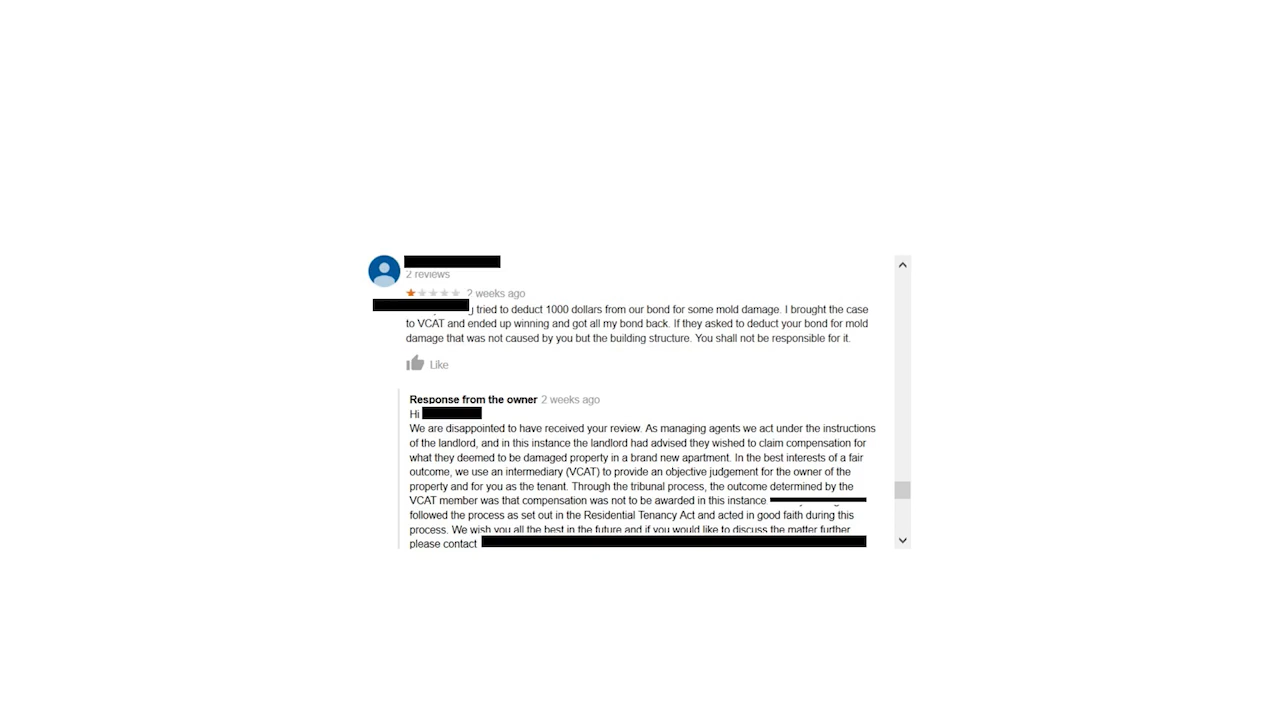 2 reviews
2 weeks ago
tried to deduct 1000 dollars from our bond for some mold damage. I brought the case
to VCAT and ended up winning and got all my bond back. If they asked to deduct your bond for mold
damage that was not caused by you but the building structure. You shall not be responsible for it.
Like
Response from the owner 2 weeks ago
Hi
We are disappointed to have received your review. As managing agents we act under the instructions
of the landlord, and in this instance the landlord had advised they wished to claim compensation for
what they deemed to be damaged property in a brand new apartment. In the best interests of a fair
outcome, we use an intermediary (VCAT) to provide an objective judgement for the owner of the
property and for you as the tenant. Through the tribunal process, the outcome determined by the
VCAT member was that compensation was not to be awarded in this instance
followed the process as set out in the Residential Tenancy Act and acted in good faith during this
process. We wish you all the best in the future and if you would like to discuss the matter further
please contact